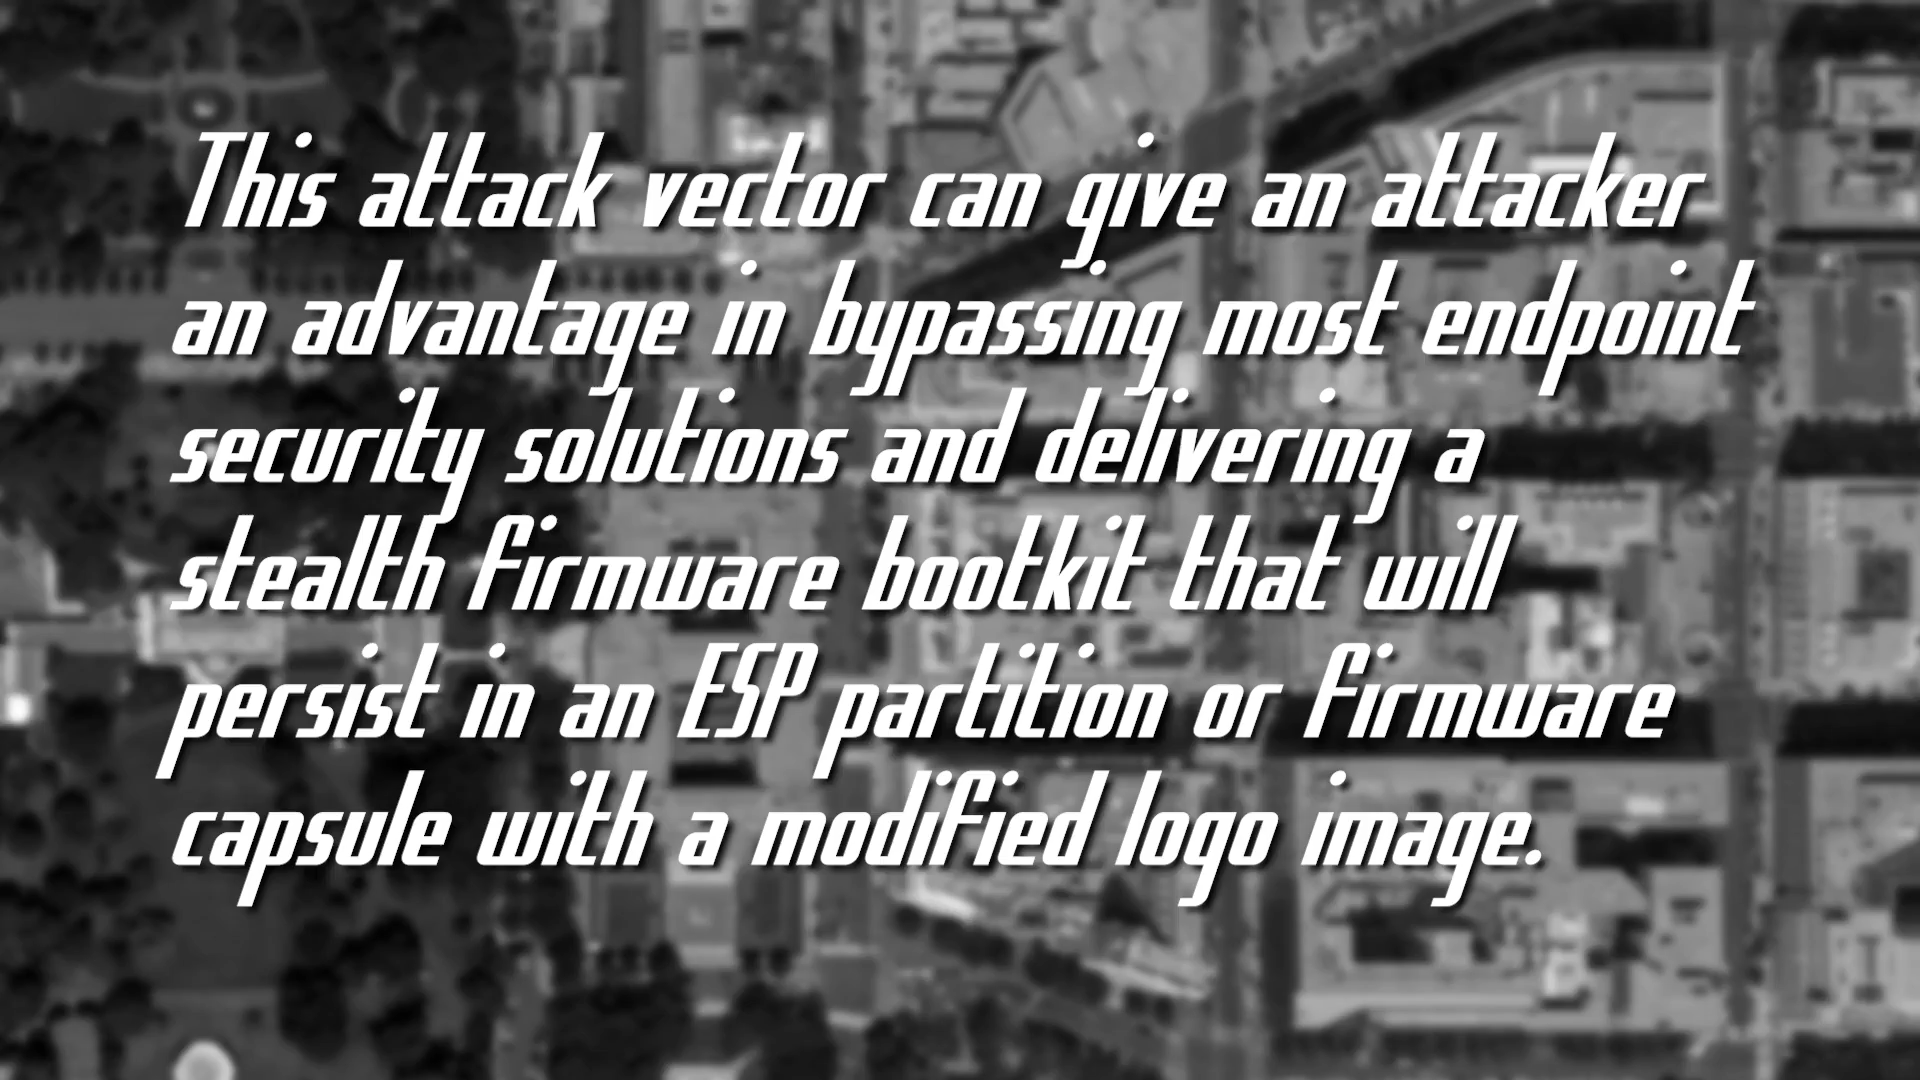 This attack vector can give an attacker
an advantage in bypassing most endpoint
security solutions and delivering a
stealth firmware bootkit that will
persist in an ESP partition or firmware
capsule with a modified logo image.